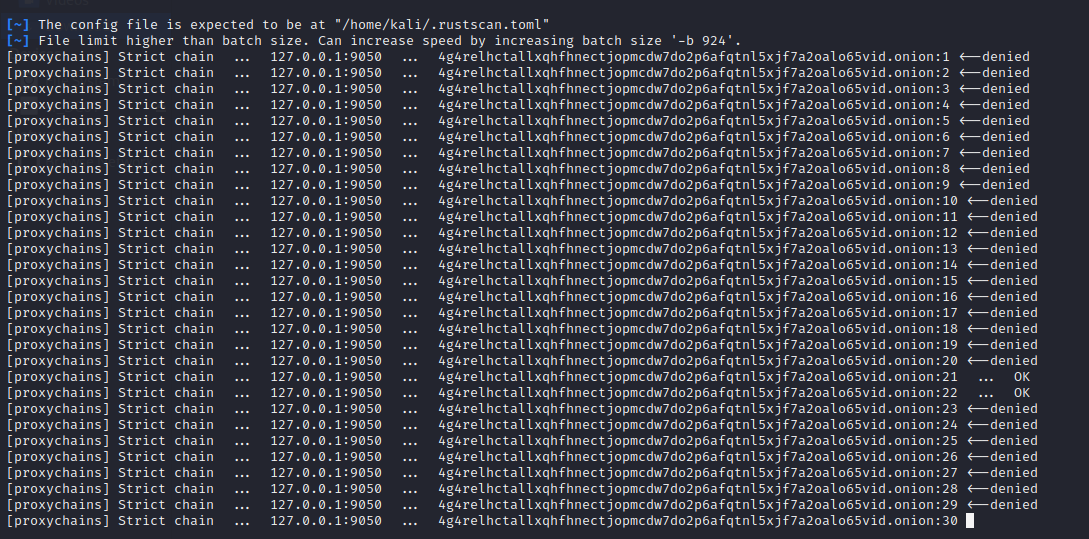 [~] The config file is expected to be at "/home/kali/.rustscan.toml"
[~] File limit higher than batch size. Can increase speed by increasing batch size '-b 924'.
[proxychains] Strict chain ... 127.0.0.1:9050 ... 4g4relhctallxqhfhnectjopmcdw7do2p6afqtnl5xjf7a2oalo65vid.onion:1 <--denied
[proxychains] Strict chain ... 127.0.0.1:9050 ... 4g4relhctallxqhfhnectjopmcdw7do2p6afqtnl5xjf7a2oalo65vid.onion:2 <--denied
[proxychains] Strict chain ... 127.0.0.1:9050 ... 4g4relhctallxqhfhnectjopmcdw7do2p6afqtnl5xjf7a2oalo65vid.onion:3 <--denied
[proxychains] Strict chain ... 127.0.0.1:9050 ... 4g4relhctallxqhfhnectjopmcdw7do2p6afqtnl5xjf7a2oalo65vid.onion:4 <--denied
[proxychains] Strict chain ... 127.0.0.1:9050 ... 4g4relhctallxqhfhnectjopmcdw7do2p6afqtnl5xjf7a2oalo65vid.onion:5 <--denied
[proxychains] Strict chain ... 127.0.0.1:9050 ... 4g4relhctallxqhfhnectjopmcdw7do2p6afqtnl5xjf7a2oalo65vid.onion:6 <--denied
[proxychains] Strict chain ... 127.0.0.1:9050 ... 4g4relhctallxqhfhnectjopmcdw7do2p6afqtnl5xjf7a2oalo65vid.onion:7 <--denied
[proxychains] Strict chain ... 127.0.0.1:9050 ... 4g4relhctallxqhfhnectjopmcdw7do2p6afqtnl5xjf7a2oalo65vid.onion:8 <--denied
[proxychains] Strict chain ... 127.0.0.1:9050 ... 4g4relhctallxqhfhnectjopmcdw7do2p6afqtnl5xjf7a2oalo65vid.onion:9 <--denied
[proxychains] Strict chain ... 127.0.0.1:9050 ... 4g4relhctallxqhfhnectjopmcdw7do2p6afqtnl5xjf7a2oalo65vid.onion:10 <--denied
[proxychains] Strict chain ... 127.0.0.1:9050 ... 4g4relhctallxqhfhnectjopmcdw7do2p6afqtnl5xjf7a2oalo65vid.onion:11 <--denied
[proxychains] Strict chain ... 127.0.0.1:9050 ... 4g4relhctallxqhfhnectjopmcdw7do2p6afqtnl5xjf7a2oalo65vid.onion:12 <--denied
[proxychains] Strict chain ... 127.0.0.1:9050 ... 4g4relhctallxqhfhnectjopmcdw7do2p6afqtnl5xjf7a2oalo65vid.onion:13 <--denied
[proxychains] Strict chain ... 127.0.0.1:9050 ... 4g4relhctallxqhfhnectjopmcdw7do2p6afqtnl5xjf7a2oalo65vid.onion:14 <--denied
[proxychains] Strict chain ... 127.0.0.1:9050 ... 4g4relhctallxqhfhnectjopmcdw7do2p6afqtnl5xjf7a2oalo65vid.onion:15 <--denied
[proxychains] Strict chain ... 127.0.0.1:9050 ... 4g4relhctallxqhfhnectjopmcdw7do2p6afqtnl5xjf7a2oalo65vid.onion:16 <--denied
[proxychains] Strict chain ... 127.0.0.1:9050 ... 4g4relhctallxqhfhnectjopmcdw7do2p6afqtnl5xjf7a2oalo65vid.onion:17 <--denied
[proxychains] Strict chain ... 127.0.0.1:9050 ... 4g4relhctallxqhfhnectjopmcdw7do2p6afqtnl5xjf7a2oalo65vid.onion:18 <--denied
[proxychains] Strict chain ... 127.0.0.1:9050 ... 4g4relhctallxqhfhnectjopmcdw7do2p6afqtnl5xjf7a2oalo65vid.onion:19 <--denied
[proxychains] Strict chain ... 127.0.0.1:9050 ... 4g4relhctallxqhfhnectjopmcdw7do2p6afqtnl5xjf7a2oalo65vid.onion:20 <--denied
[proxychains] Strict chain ... 127.0.0.1:9050 ... 4g4relhctallxqhfhnectjopmcdw7do2p6afqtnl5xjf7a2oalo65vid.onion:21 ... OK
[proxychains] Strict chain ... 127.0.0.1:9050 ... 4g4relhctallxqhfhnectjopmcdw7do2p6afqtnl5xjf7a2oalo65vid.onion:22 ... OK
[proxychains] Strict chain ... 127.0.0.1:9050 ... 4g4relhctallxqhfhnectjopmcdw7do2p6afqtnl5xjf7a2oalo65vid.onion:23 <--denied
[proxychains] Strict chain ... 127.0.0.1:9050 ... 4g4relhctallxqhfhnectjopmcdw7do2p6afqtnl5xjf7a2oalo65vid.onion:24 <--denied
[proxychains] Strict chain ... 127.0.0.1:9050 ... 4g4relhctallxqhfhnectjopmcdw7do2p6afqtnl5xjf7a2oalo65vid.onion:25 <--denied
[proxychains] Strict chain ... 127.0.0.1:9050 ... 4g4relhctallxqhfhnectjopmcdw7do2p6afqtnl5xjf7a2oalo65vid.onion:26 <--denied
[proxychains] Strict chain ... 127.0.0.1:9050 ... 4g4relhctallxqhfhnectjopmcdw7do2p6afqtnl5xjf7a2oalo65vid.onion:27 <--denied
[proxychains] Strict chain ... 127.0.0.1:9050 ... 4g4relhctallxqhfhnectjopmcdw7do2p6afqtnl5xjf7a2oalo65vid.onion:28 <--denied
[proxychains] Strict chain ... 127.0.0.1:9050 ... 4g4relhctallxqhfhnectjopmcdw7do2p6afqtnl5xjf7a2oalo65vid.onion:29 <--denied
[proxychains] Strict chain ... 127.0.0.1:9050 ... 4g4relhctallxqhfhnectjopmcdw7do2p6afqtnl5xjf7a2oalo65vid.onion:30